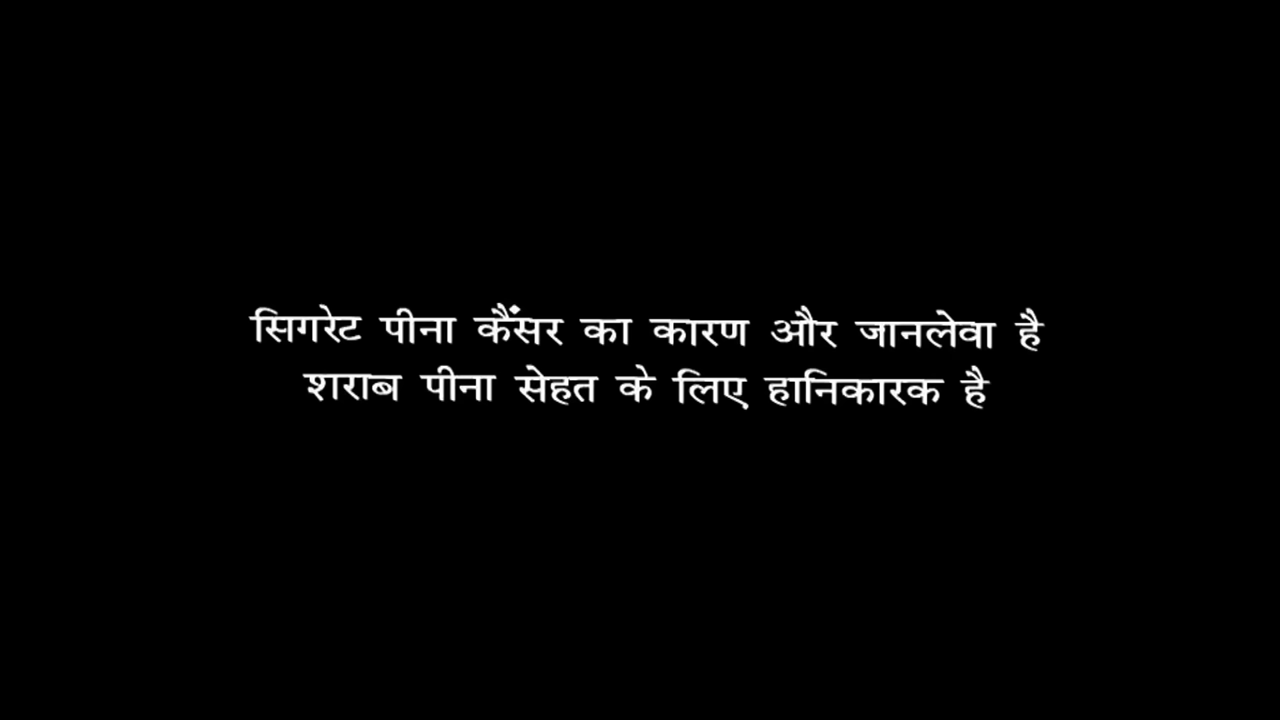 सिगरेट पीना कैंसर का कारण और जानलेवा है
शराब पीना सेहत के लिए हानिकारक है